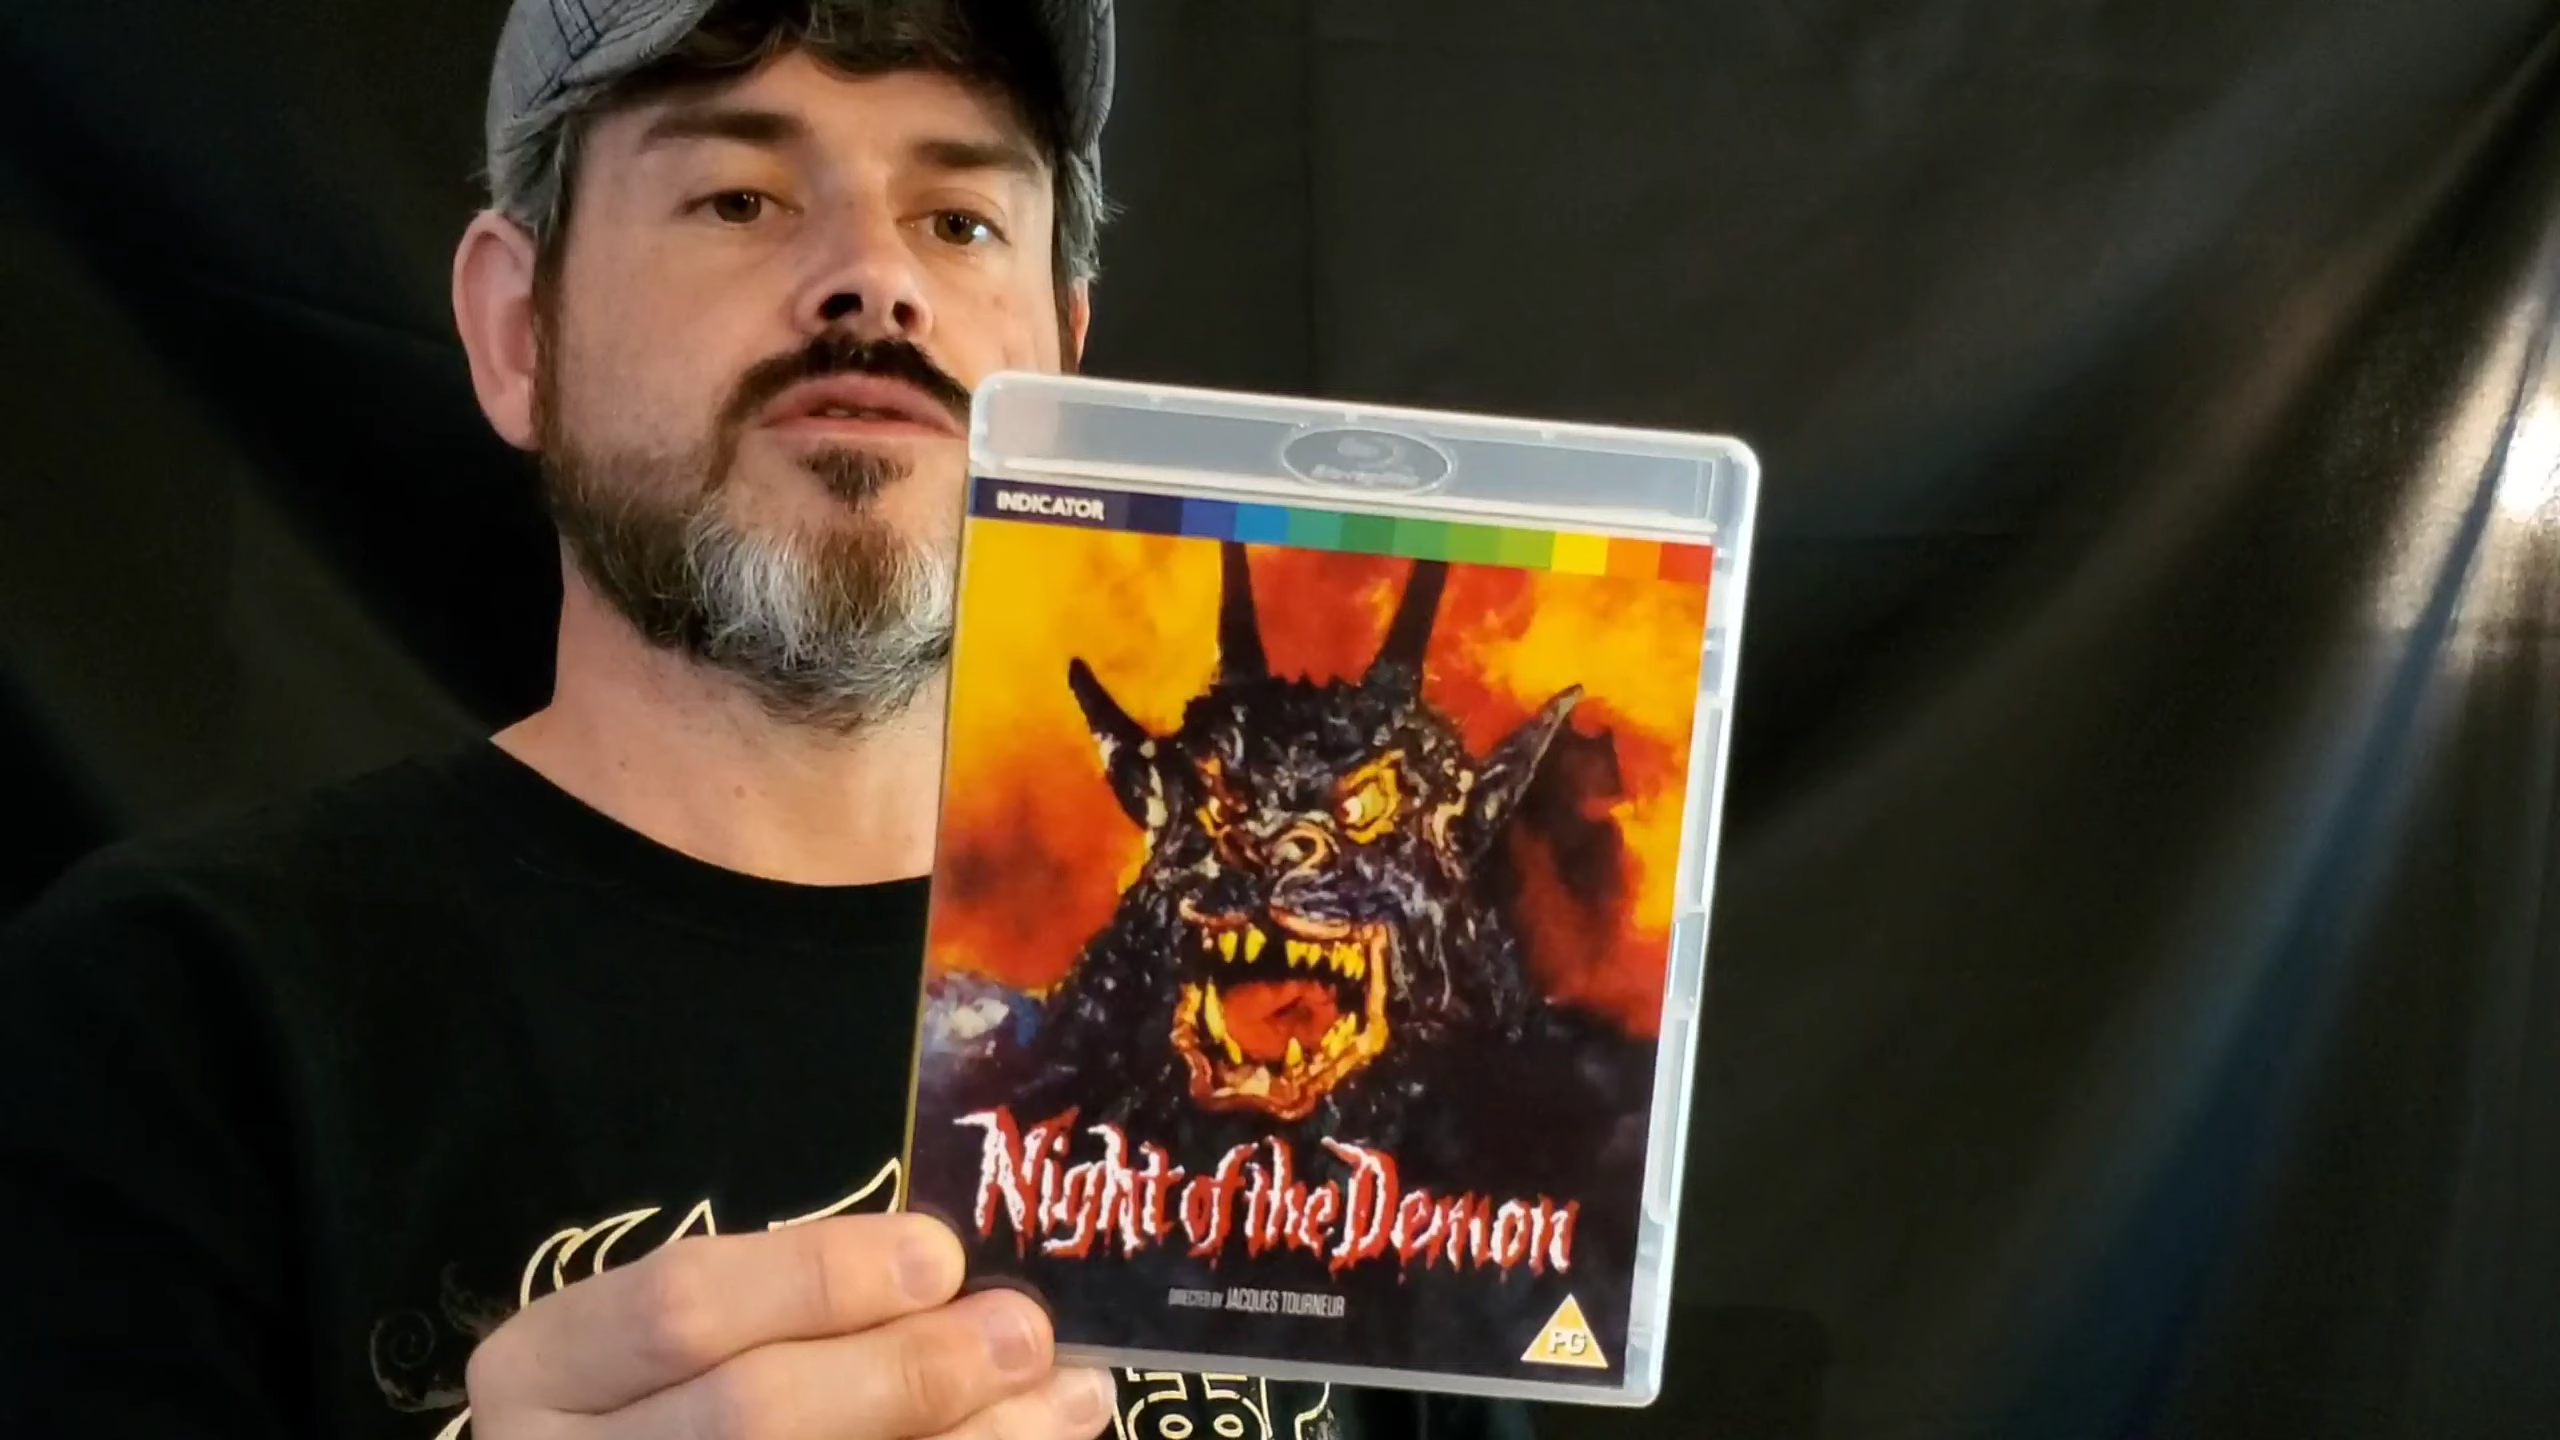 INDICATOR
Night of the Demon
DIRECTED BY JACQUES TOURNEUR
PG